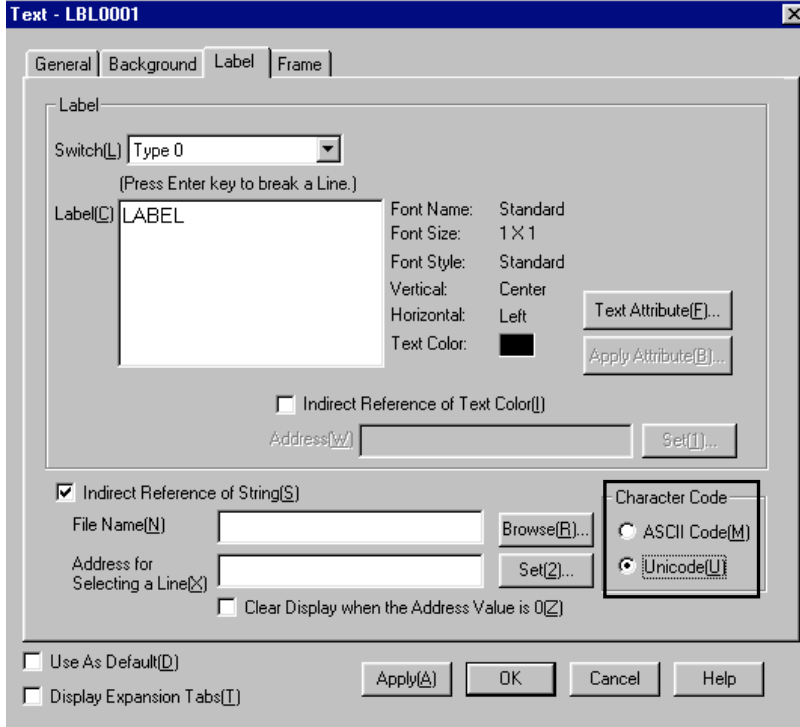 Text - LBL0001
General Background Label Frame
Label
Switch(L) Type 0
(Press Enter key to break a Line.)
Label(C) LABEL
Font Name: Standard
Font Size: 1 X 1
Font Style: Standard
Vertical: Center
Horizontal: Left
Text Color:
Text Attribute(F)...
Apply Attribute(B)...
Indirect Reference of Text Color(I)
Address(W) Set(1)...
Indirect Reference of String(S)
File Name(N) Browse(R)...
Address for
Selecting a Line(X) Set(2)...
Clear Display when the Address Value is 0(Z)
Character Code
ASCII Code(M)
Unicode(U)
Use As Default(D)
Display Expansion Tabs(T)
Apply(A) OK Cancel Help